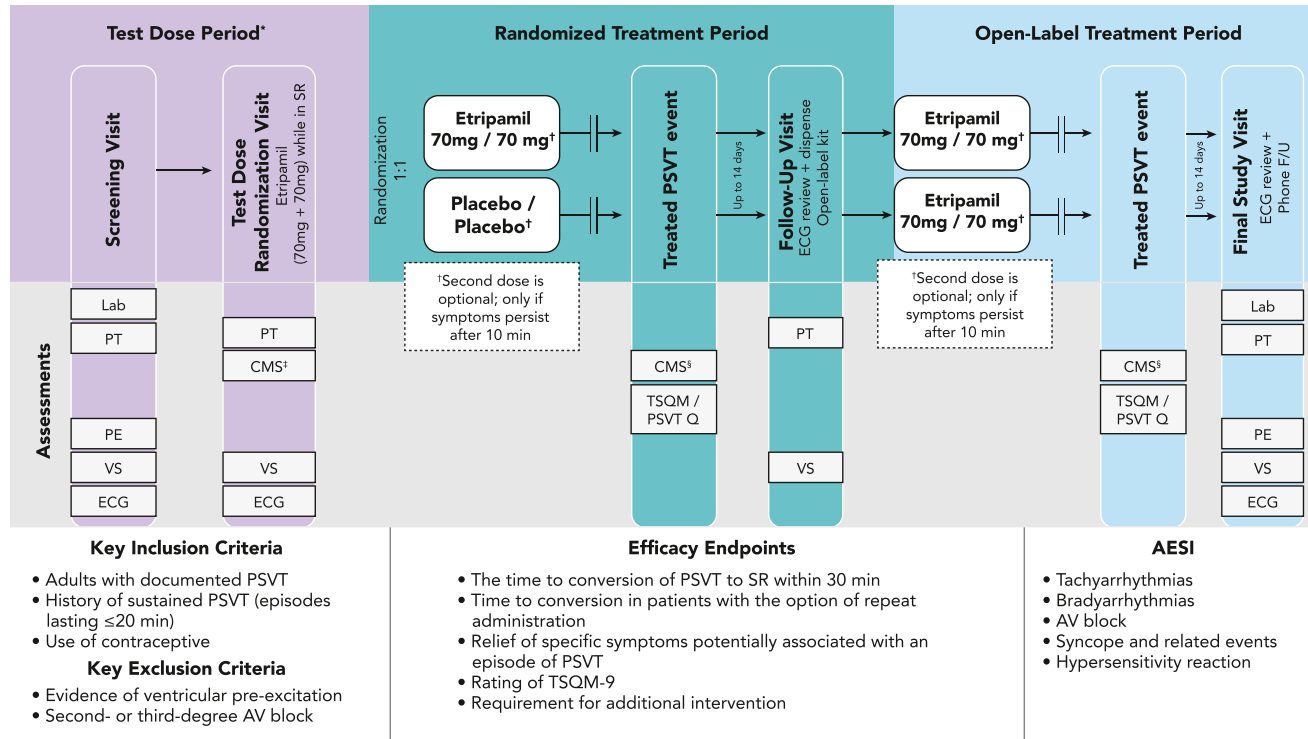 Test Dose Period*
Randomized Treatment Period
Open-Label Treatment Period
Screening Visit
Test Dose
Randomization Visit
Etripamil
(70mg + 70mg) while in SR
Randomization
1:1
Etripamil
70mg / 70 mg†
Placebo /
Placebo†
†Second dose is
optional; only if
symptoms persist
after 10 min
Treated PSVT event
Up to 14 days
Follow-Up Visit
ECG review + dispense
Open-label kit
Etripamil
70mg / 70 mg†
Etripamil
70mg / 70 mg†
†Second dose is
optional; only if
symptoms persist
after 10 min
Treated PSVT event
Up to 14 days
Final Study Visit
ECG review +
Phone F/U
Assessments
Lab
PT
PE
VS
ECG
PT
CMS‡
VS
ECG
CMS§
TSQM /
PSVT Q
PT
VS
CMS§
TSQM /
PSVT Q
Lab
PT
PE
VS
ECG
Key Inclusion Criteria
• Adults with documented PSVT
• History of sustained PSVT (episodes
lasting ≤20 min)
• Use of contraceptive
Key Exclusion Criteria
• Evidence of ventricular pre-excitation
• Second- or third-degree AV block
Efficacy Endpoints
• The time to conversion of PSVT to SR within 30 min
• Time to conversion in patients with the option of repeat
administration
• Relief of specific symptoms potentially associated with an
episode of PSVT
• Rating of TSQM-9
• Requirement for additional intervention
AESI
• Tachyarrhythmias
• Bradyarrhythmias
• AV block
• Syncope and related events
• Hypersensitivity reaction